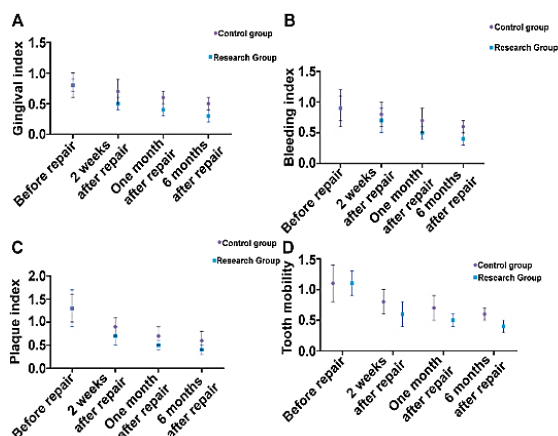 A
Control group
Research Group
Gingival index
1.5
1.0
0.5
0.0
Before repair
2 weeks
after repair
One month
after repair
6 months
after repair
B
Control group
Research Group
Bleeding index
2.0
1.5
1.0
0.5
0.0
Before repair
2 weeks
after repair
One month
after repair
6 months
after repair
C
Control group
Research Group
Plaque index
2.0
1.5
1.0
0.5
0.0
Before repair
2 weeks
after repair
One month
after repair
6 months
after repair
D
Control group
Research Group
Tooth mobility
1.5
1.0
0.5
0.0
Before repair
2 weeks
after repair
One month
after repair
6 months
after repair